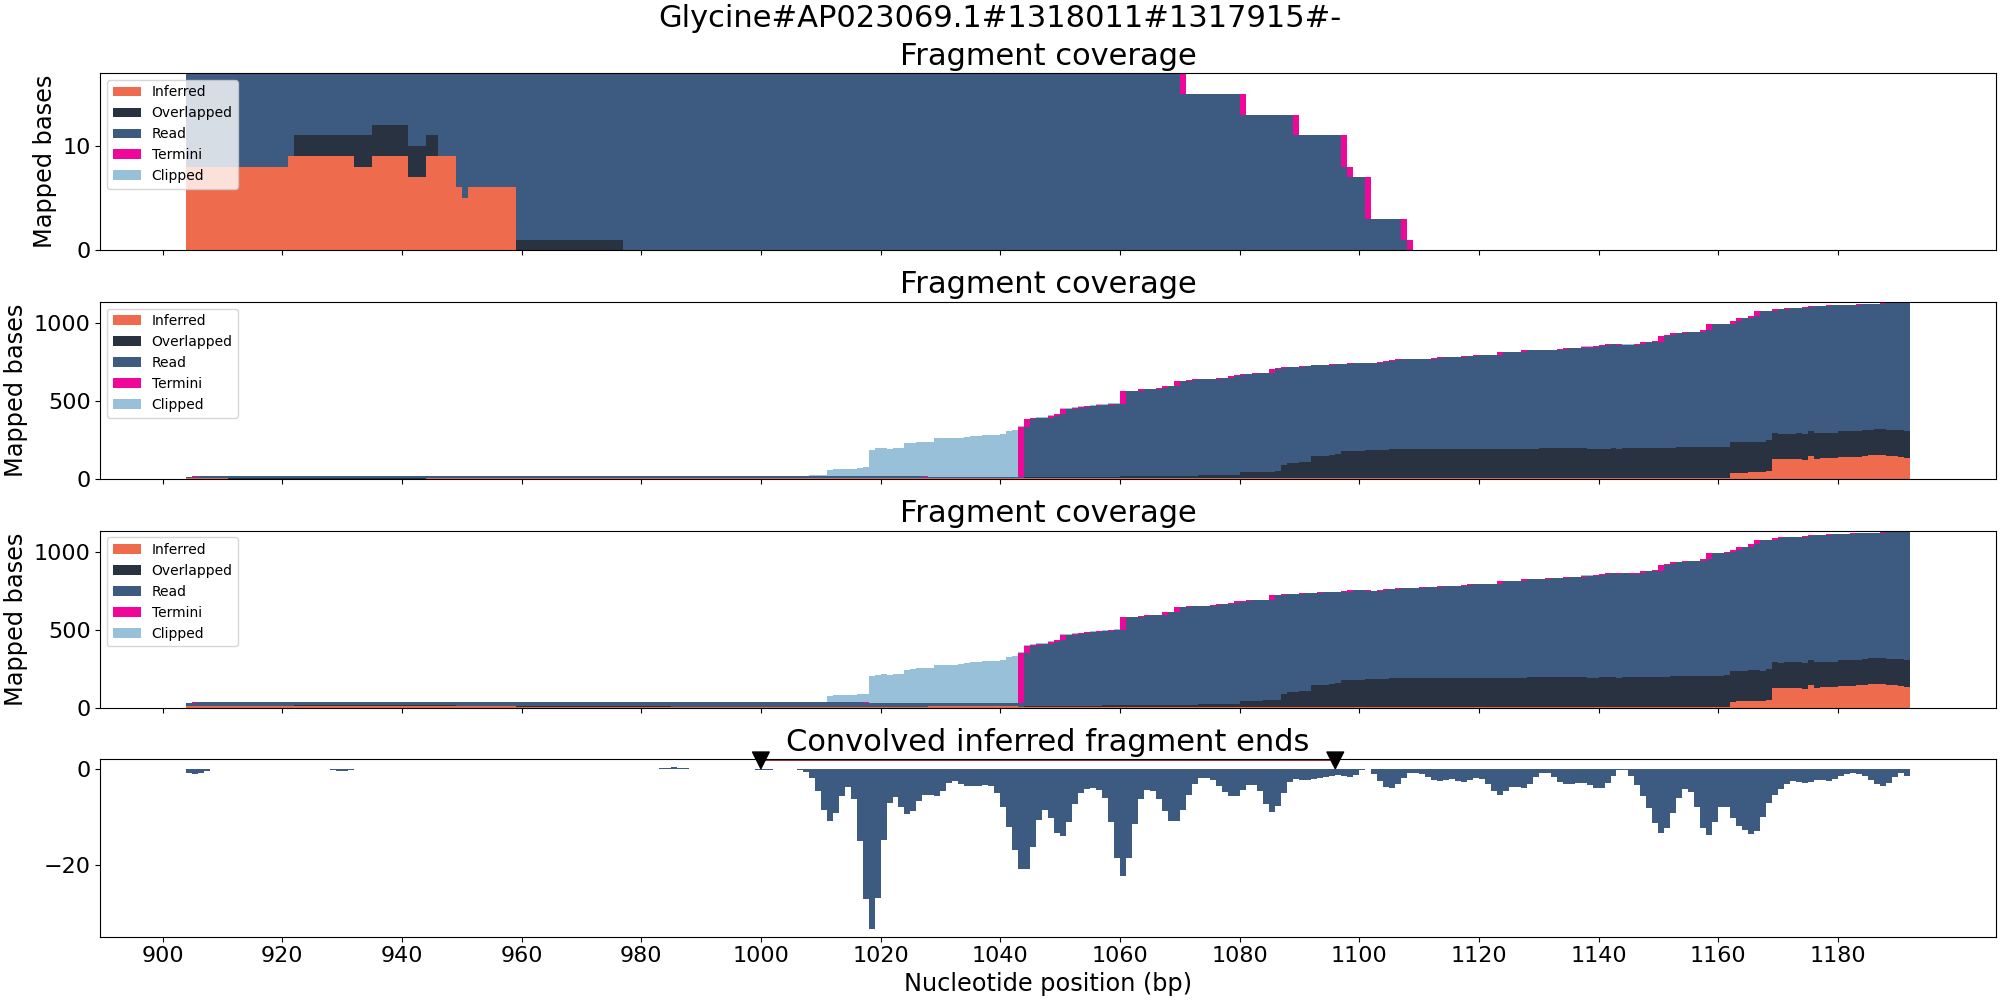 Glycine#AP023069.1#1318011#1317915#-
Fragment coverage
Mapped bases
10
0
Inferred
Overlapped
Read
Termini
Clipped
Fragment coverage
Mapped bases
1000
500
0
Inferred
Overlapped
Read
Termini
Clipped
Fragment coverage
Mapped bases
1000
500
0
Inferred
Overlapped
Read
Termini
Clipped
Convolved inferred fragment ends
0
−20
900 920 940 960 980 1000 1020 1040 1060 1080 1100 1120 1140 1160 1180
Nucleotide position (bp)